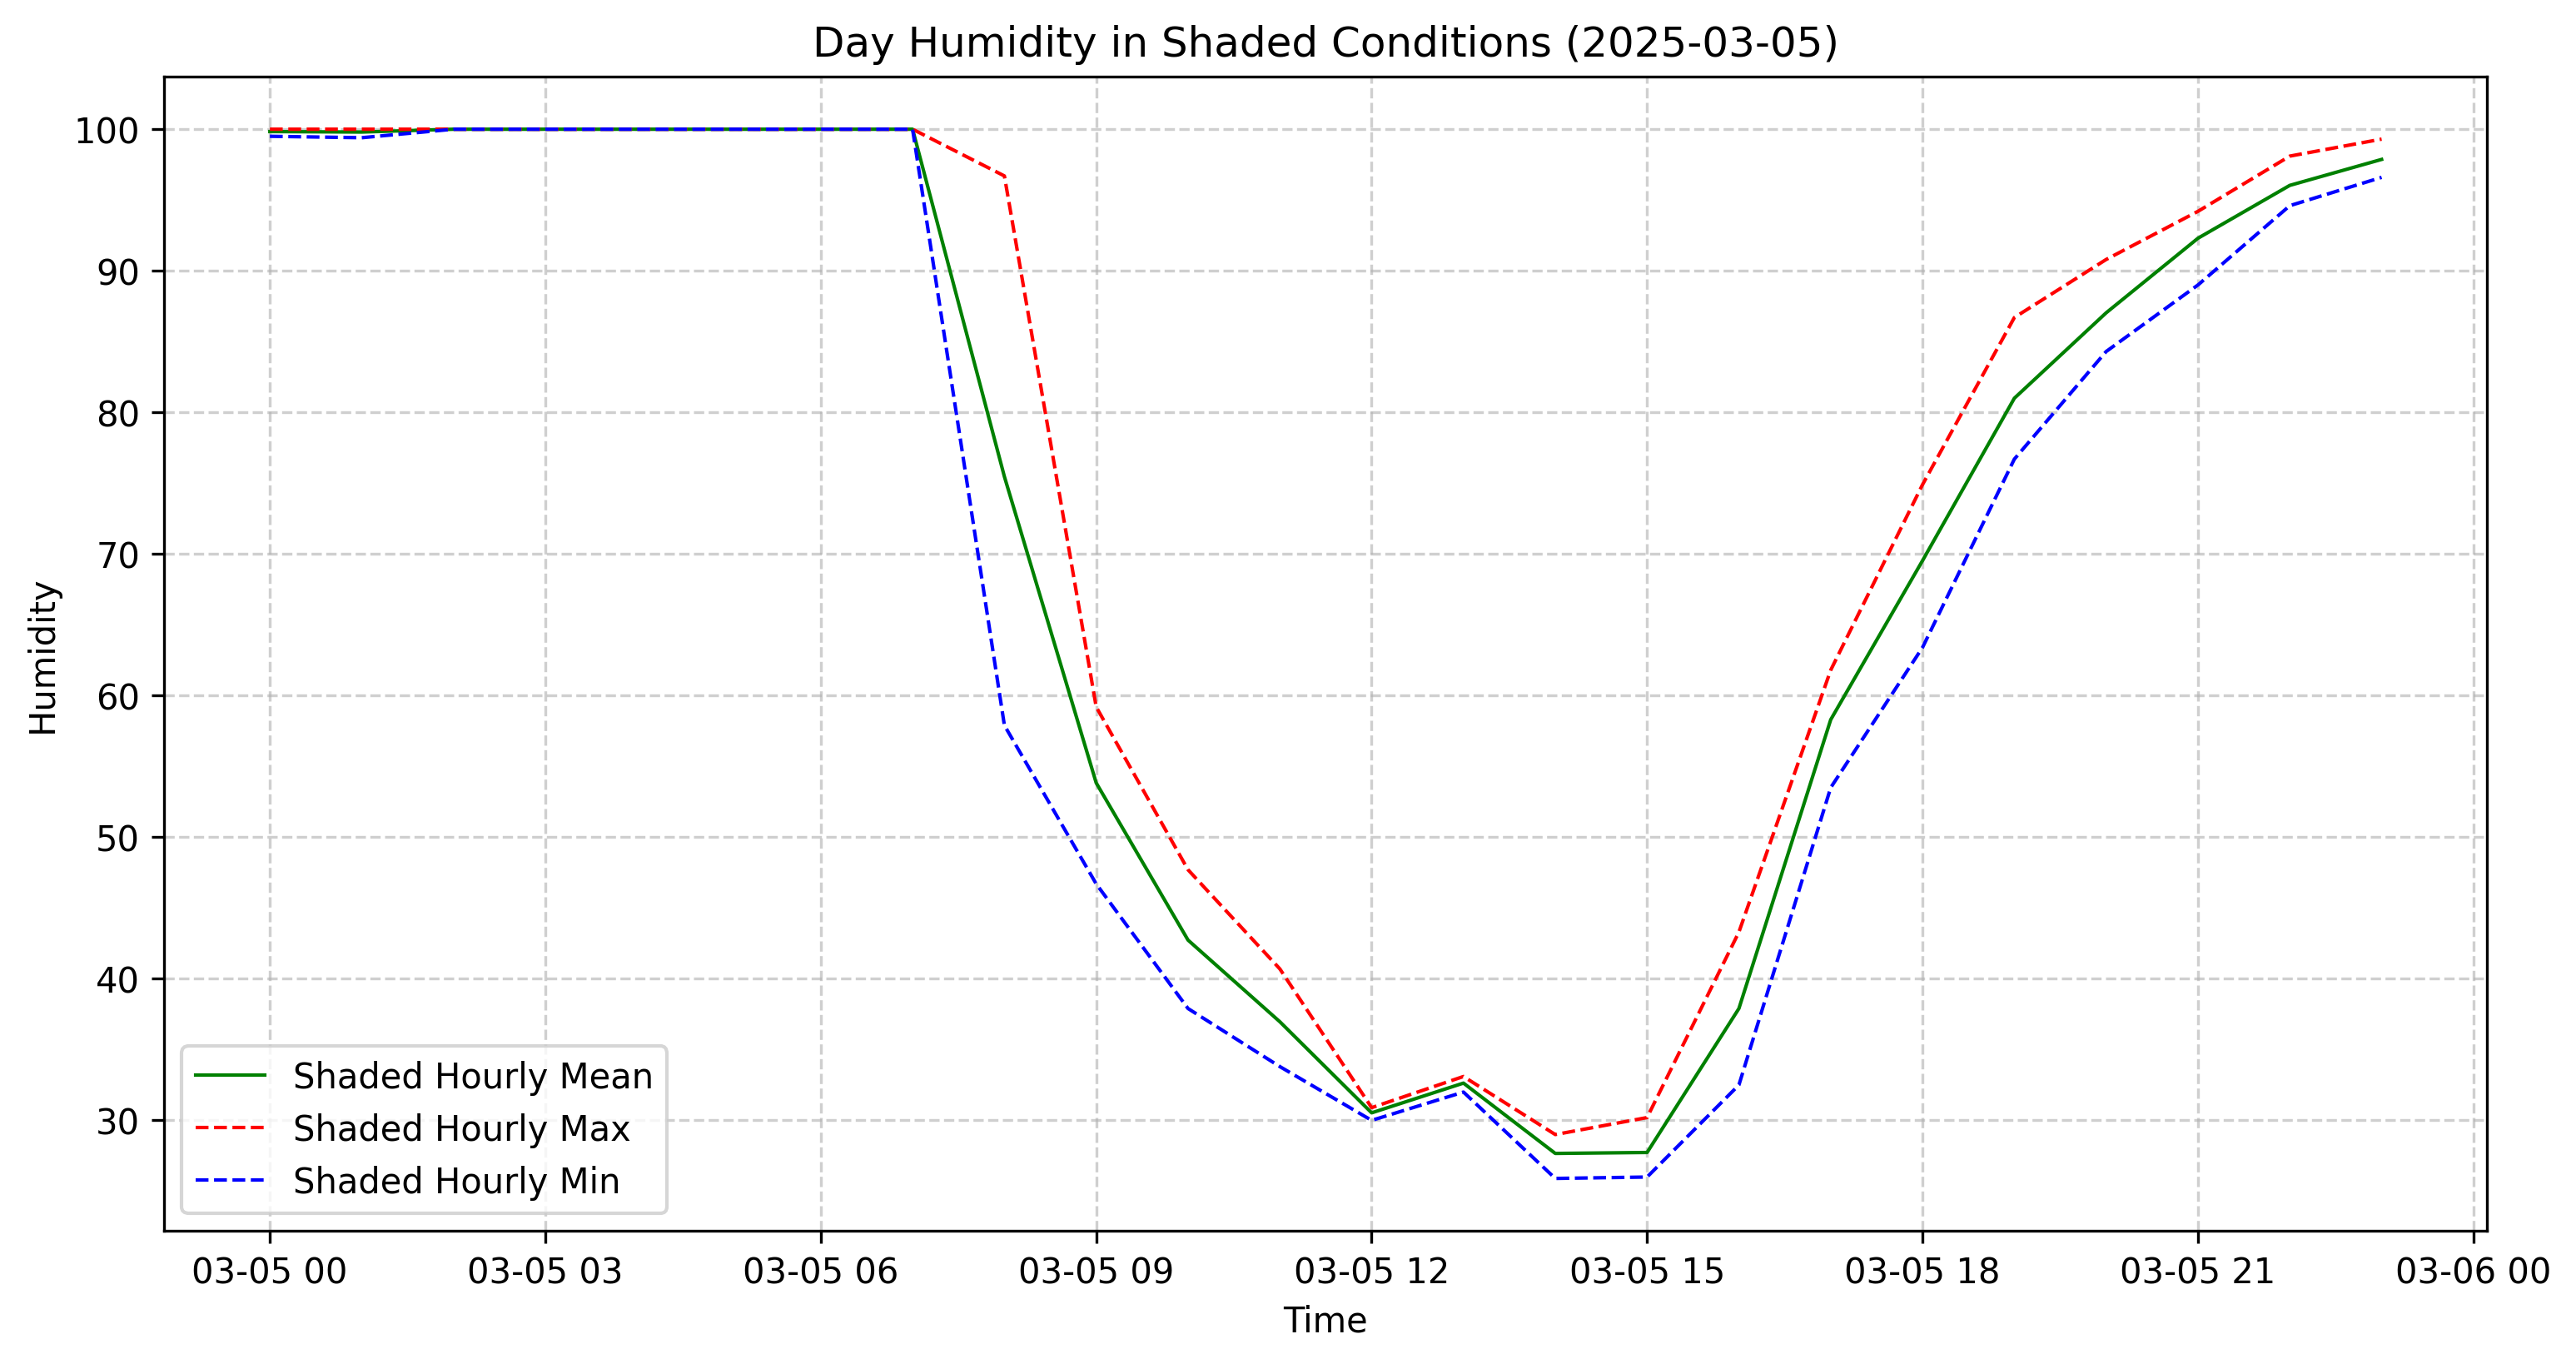 Day Humidity in Shaded Conditions (2025-03-05)
100
90
80
70
60
50
40
30
Humidity
Shaded Hourly Mean
Shaded Hourly Max
Shaded Hourly Min
03-05 00 03-05 03 03-05 06 03-05 09 03-05 12 03-05 15 03-05 18 03-05 21 03-06 00
Time